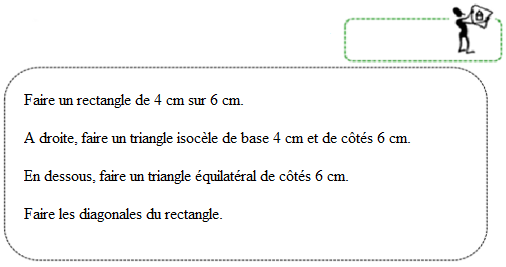 Faire un rectangle de 4 cm sur 6 cm.
A droite, faire un triangle isocèle de base 4 cm et de côtés 6 cm.
En dessous, faire un triangle équilatéral de côtés 6 cm.
Faire les diagonales du rectangle.